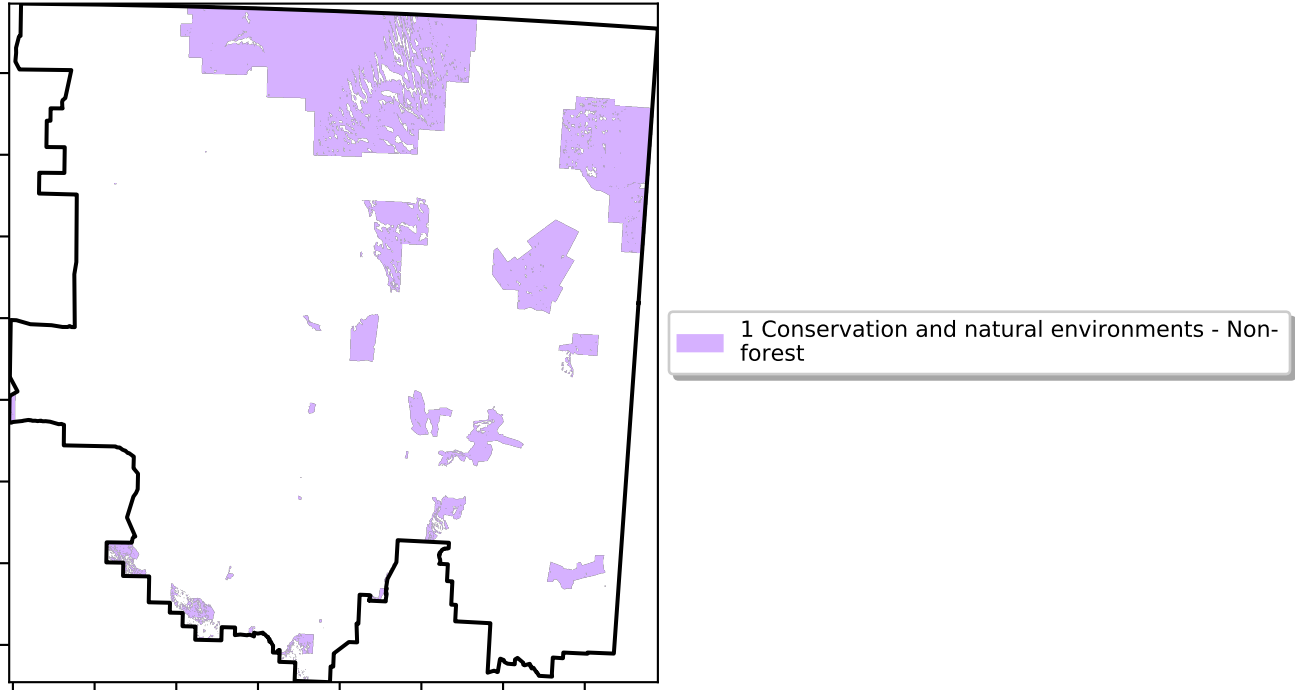 1 Conservation and natural environments - Non-
forest